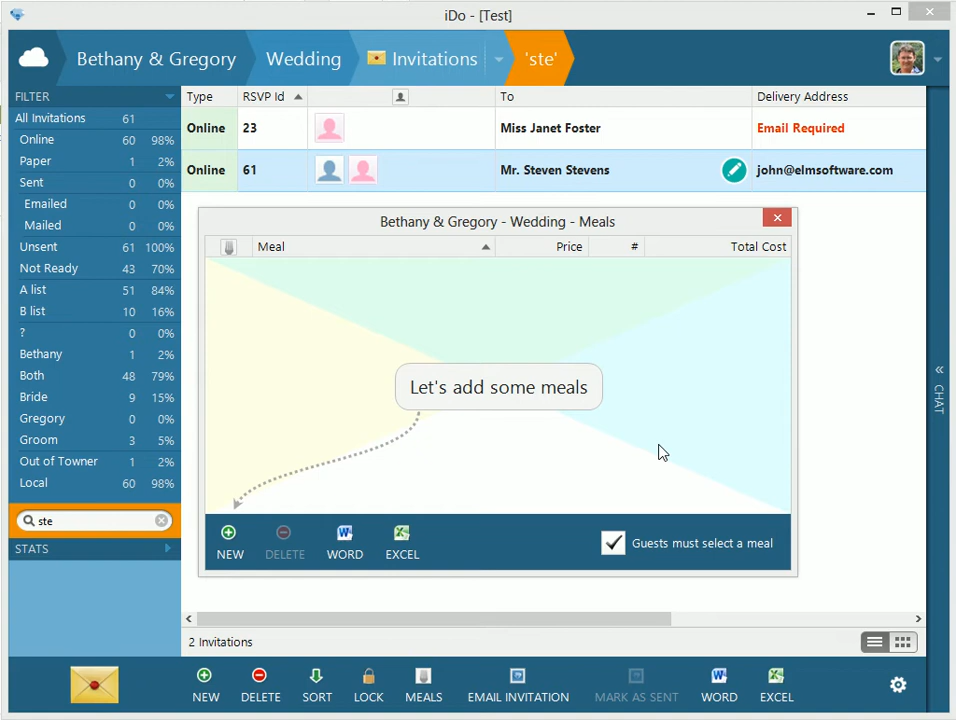 iDo - [Test]
Bethany & Gregory
Wedding
Invitations
'ste'
FILTER
All Invitations 61
Online 60 98%
Paper 1 2%
Sent 0 0%
Emailed 0 0%
Mailed 0 0%
Unsent 61 100%
Not Ready 43 70%
A list 51 84%
B list 10 16%
? 0 0%
Bethany 1 2%
Both 48 79%
Bride 9 15%
Gregory 0 0%
Groom 3 5%
Out of Towner 1 2%
Local 60 98%
ste
STATS
Type RSVP Id To Delivery Address
Online 23 Miss Janet Foster Email Required
Online 61 Mr. Steven Stevens john@elmsoftware.com
Bethany & Gregory - Wedding - Meals
Meal Price # Total Cost
Let's add some meals
NEW DELETE WORD EXCEL
Guests must select a meal
CHAT
2 Invitations
NEW DELETE SORT LOCK MEALS EMAIL INVITATION MARK AS SENT WORD EXCEL